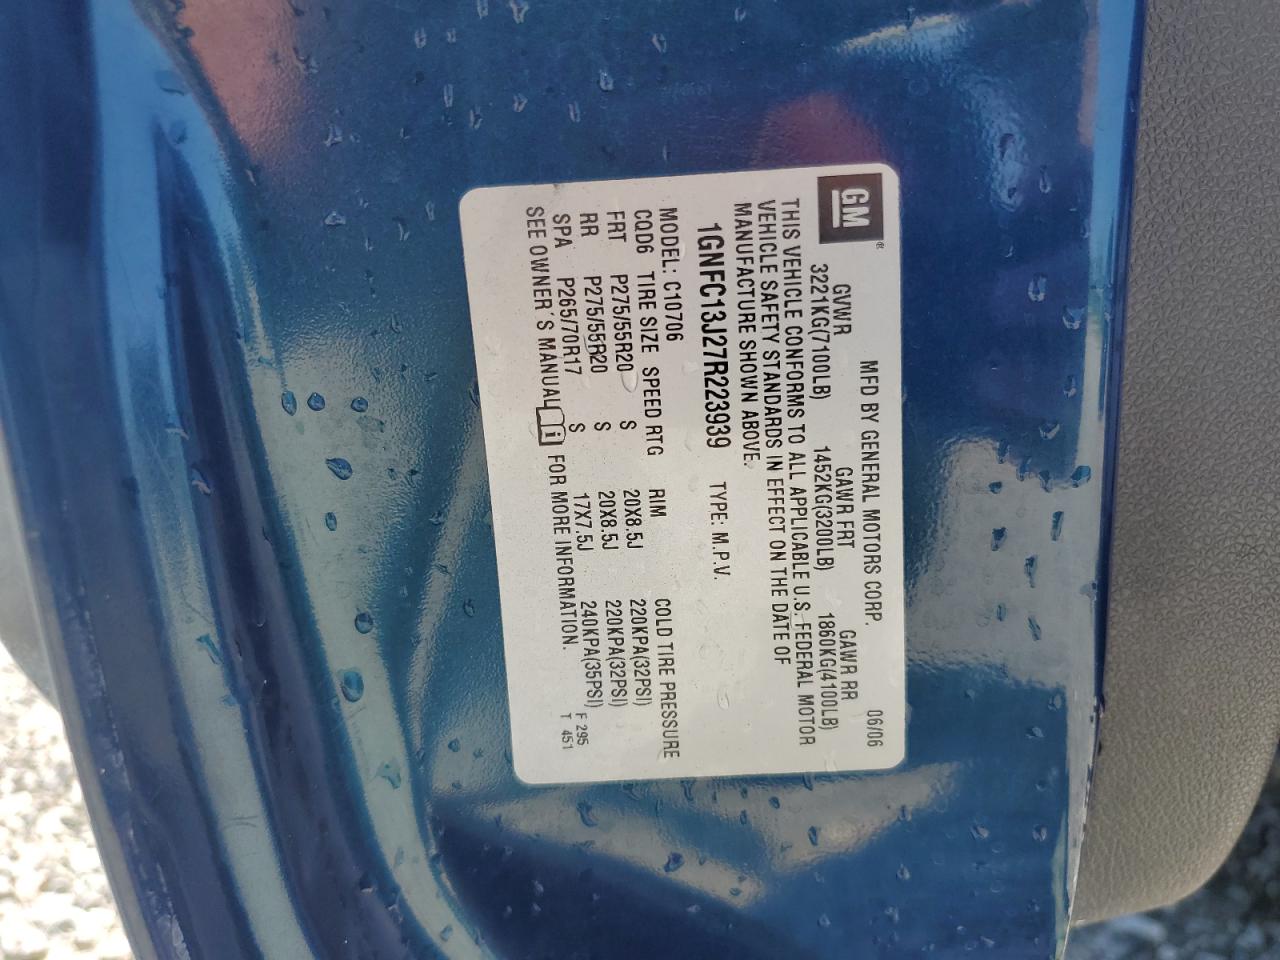 GM® MFD BY GENERAL MOTORS CORP. 06/06
GVWR GAWR FRT GAWR RR
3221KG(7100LB) 1452KG(3200LB) 1860KG(4100LB)
THIS VEHICLE CONFORMS TO ALL APPLICABLE U.S. FEDERAL MOTOR
VEHICLE SAFETY STANDARDS IN EFFECT ON THE DATE OF
MANUFACTURE SHOWN ABOVE.
1GNFC13J27R223939 TYPE: M.P.V.
MODEL: C10706
CQD6 TIRE SIZE SPEED RTG RIM COLD TIRE PRESSURE
FRT P275/55R20 S 20X8.5J 220KPA(32PSI)
RR P275/55R20 S 20X8.5J 220KPA(32PSI)
SPA P265/70R17 S 17X7.5J 240KPA(35PSI) F 295
SEE OWNER'S MANUAL i FOR MORE INFORMATION. T 451